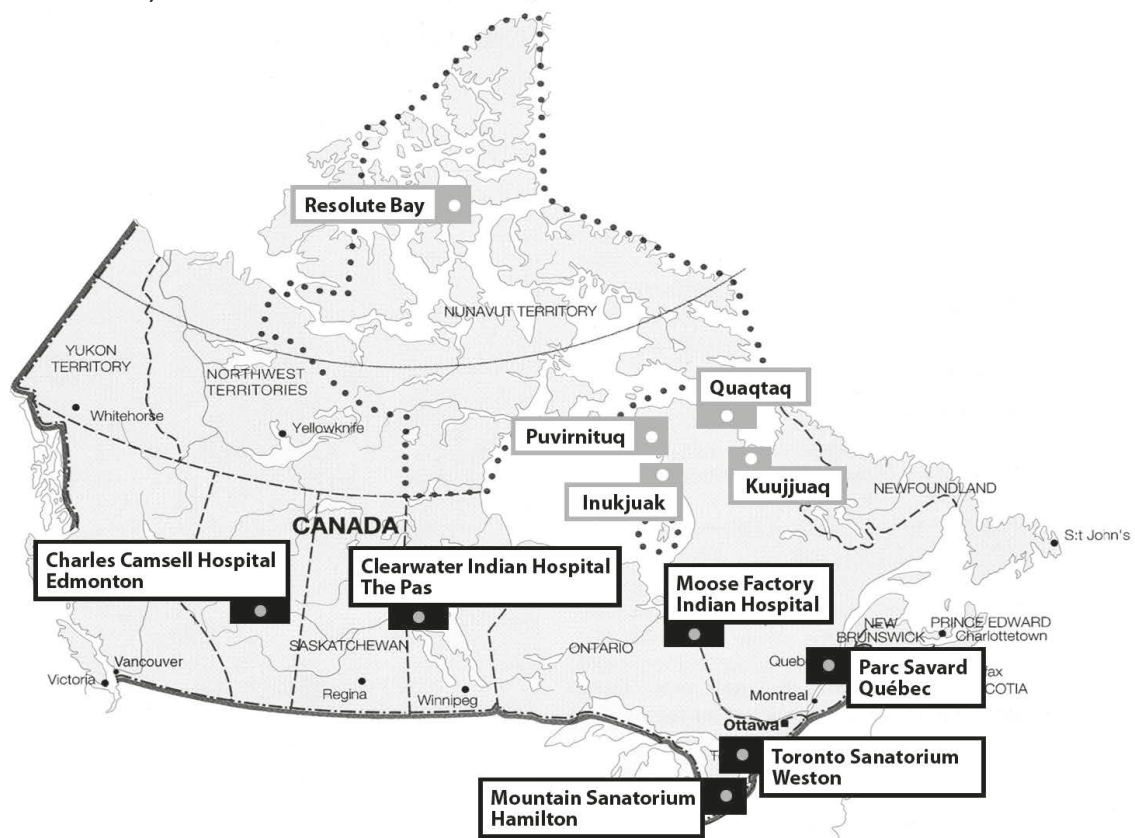 Resolute Bay
NUNAVUT TERRITORY
YUKON
TERRITORY
NORTHWEST
TERRITORIES
Whitehorse
Yellowknife
Quaqtaq
Puvirnituq
Inukjuak
Kuujjuaq
NEWFOUNDLAND
CANADA
S:t John's
Charles Camsell Hospital
Edmonton
Clearwater Indian Hospital
The Pas
Moose Factory
Indian Hospital
SASKATCHEWAN
ONTARIO
NEW
BRUNSWICK
PRINCE EDWARD
Charlottetown
Vancouver
Victoria
Regina
Winnipeg
Queb
Montreal
Parc Savard
Québec
fax
COTIA
Ottawa
Toronto Sanatorium
Weston
Mountain Sanatorium
Hamilton